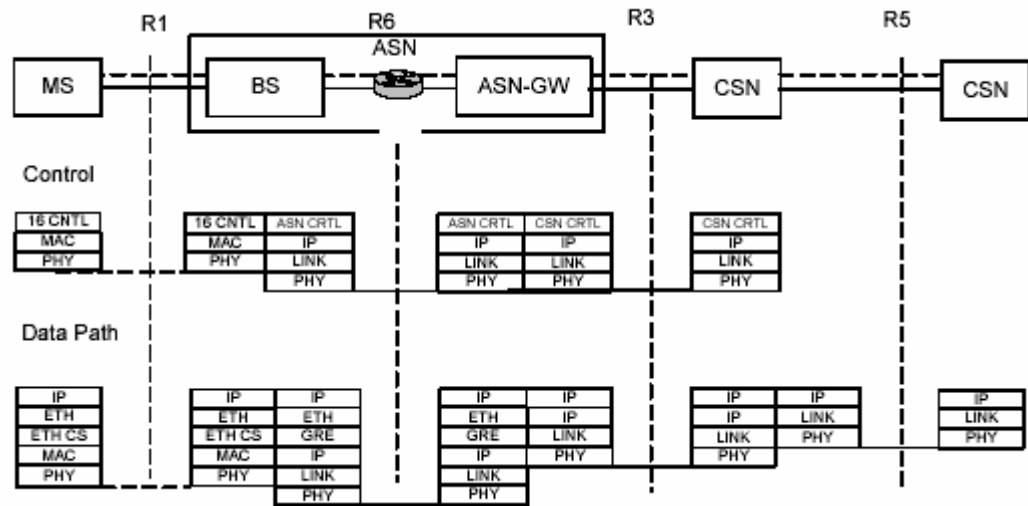 R1 R6 R3 R5
ASN
MS BS ASN-GW CSN CSN
Control
16 CNTL 16 CNTL ASN CRTL ASN CRTL CSN CRTL CSN CRTL
MAC MAC IP IP IP IP
PHY PHY LINK LINK LINK LINK
PHY PHY PHY PHY
Data Path
IP IP IP IP IP IP IP IP
ETH ETH ETH ETH IP IP LINK LINK
ETH CS ETH CS GRE GRE LINK LINK PHY PHY
MAC MAC IP IP PHY PHY
PHY PHY LINK LINK
PHY PHY